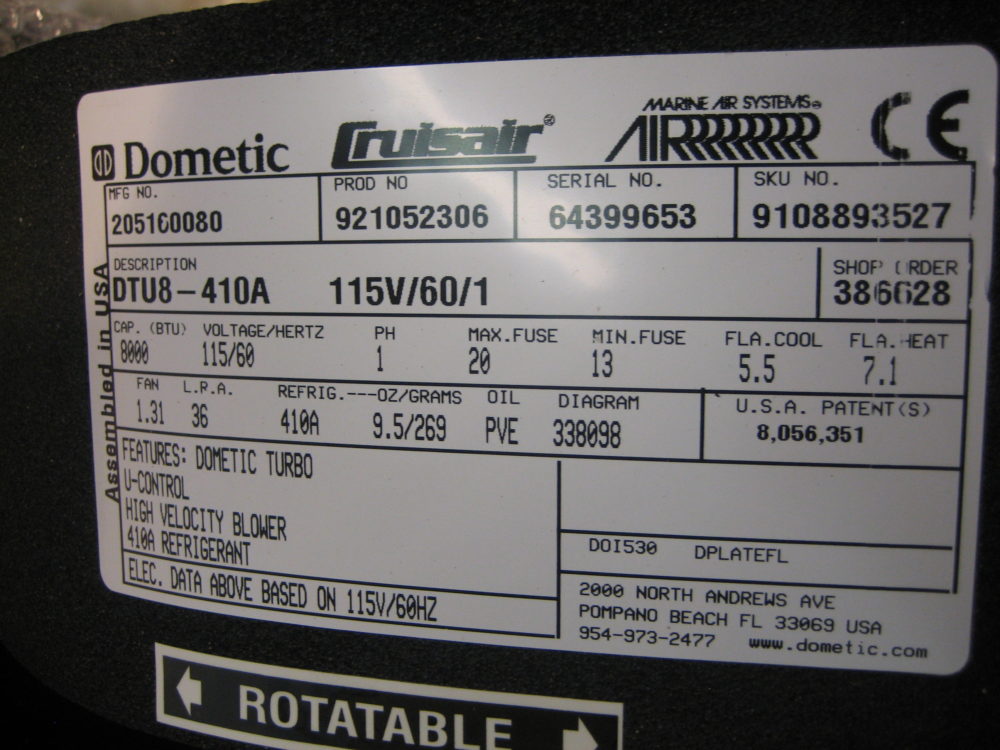 Dometic Cruisair® MARINE AIR SYSTEMS® AIR CE
MFG NO. PROD NO SERIAL NO. SKU NO.
205160080 921052306 64399653 9108893527
Assembled in USA
DESCRIPTION SHOP ORDER
DTU8-410A 115V/60/1 386628
CAP. (BTU) VOLTAGE/HERTZ PH MAX.FUSE MIN.FUSE FLA.COOL FLA.HEAT
8000 115/60 1 20 13 5.5 7.1
FAN L.R.A. REFRIG.---OZ/GRAMS OIL DIAGRAM U.S.A. PATENT(S)
1.31 36 410A 9.5/269 PVE 338098 8,056,351
FEATURES: DOMETIC TURBO
U-CONTROL
HIGH VELOCITY BLOWER
410A REFRIGERANT
ELEC. DATA ABOVE BASED ON 115V/60HZ
DOI530 DPLATEFL
2000 NORTH ANDREWS AVE
POMPANO BEACH FL 33069 USA
954-973-2477 www.dometic.com
ROTATABLE